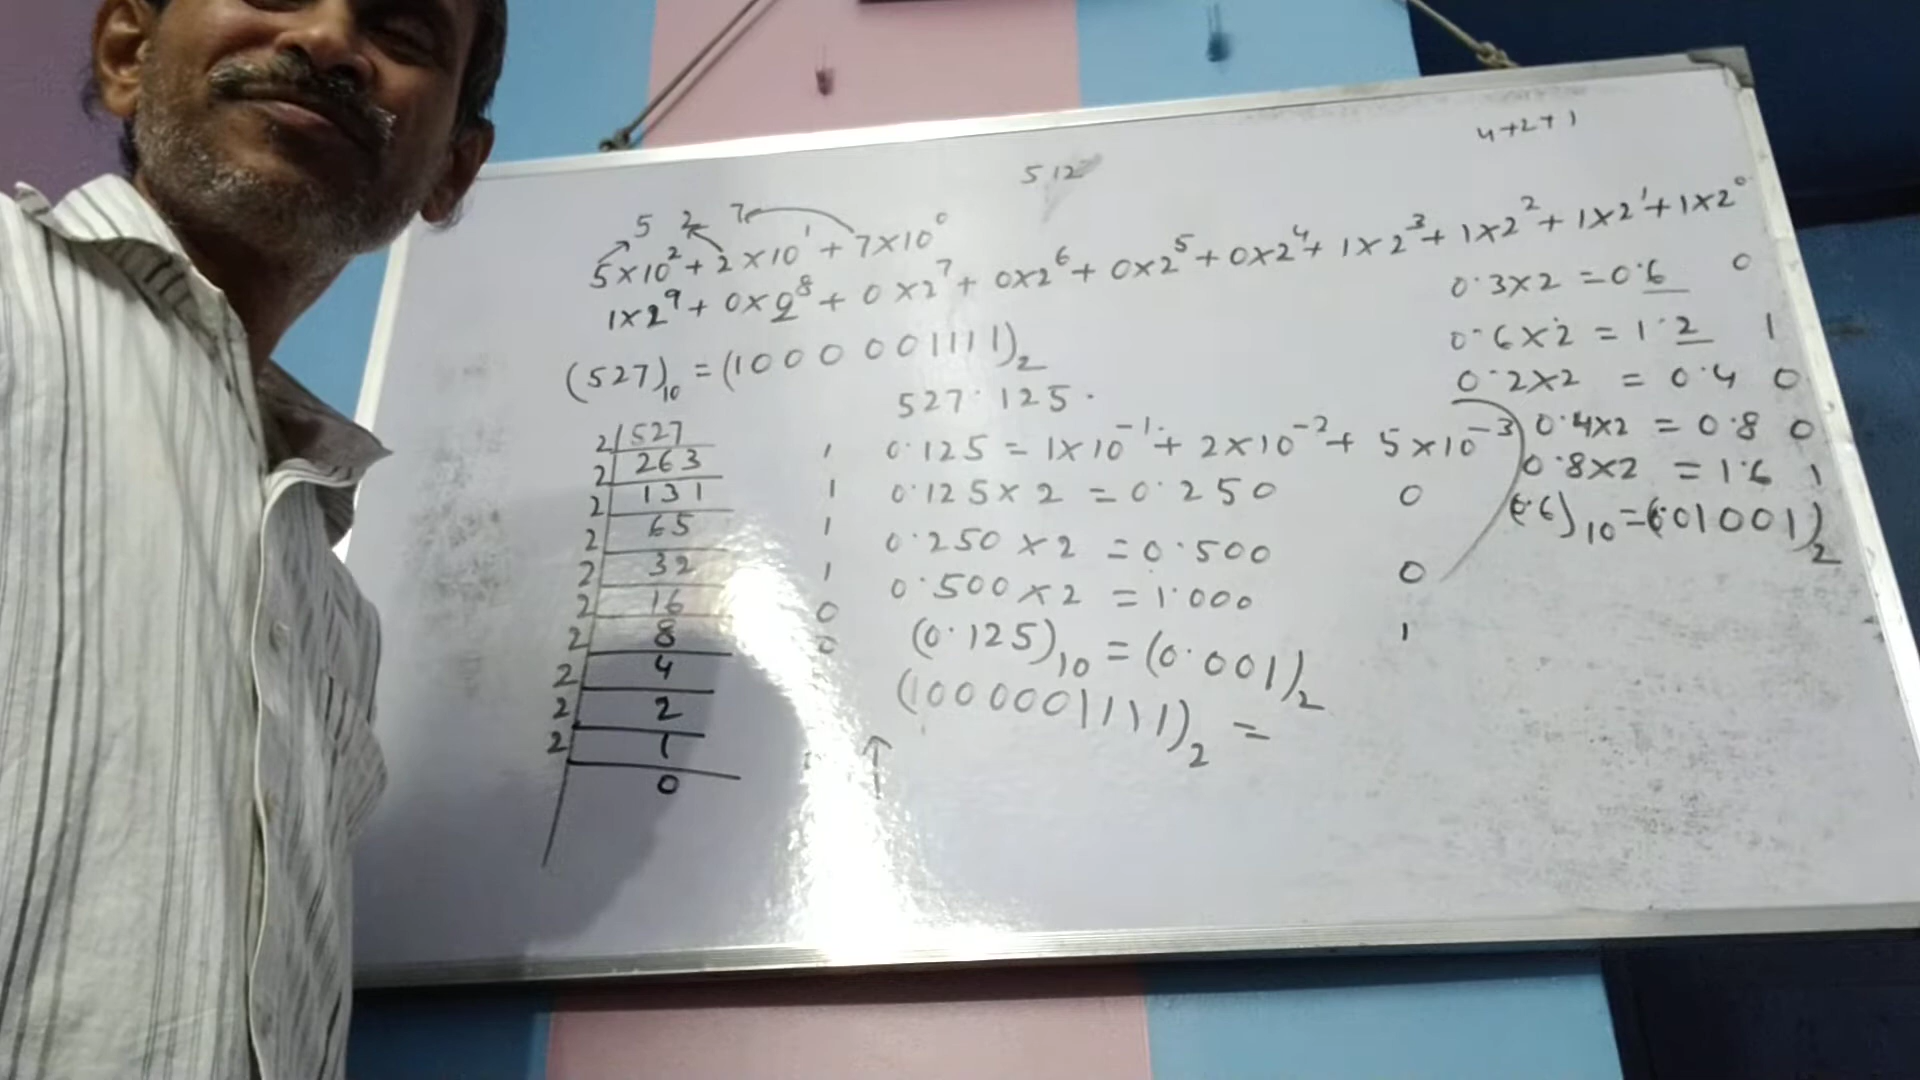 4+2+1
512
5 2 7
5×10² + 2×10¹ + 7×10⁰
1×2⁹ + 0×2⁸ + 0×2⁷ + 0×2⁶ + 0×2⁵ + 0×2⁴ + 1×2³ + 1×2² + 1×2¹ + 1×2⁰
(527)₁₀ = (1000001111)₂
2 527
2 263 1
2 131 1
2 65 1
2 32 1
2 16 0
2 8 0
2 4
2 2
2 1
0
527.125.
0.125 = 1×10⁻¹ + 2×10⁻² + 5×10⁻³
0.125×2 = 0.250 0
0.250×2 = 0.500 0
0.500×2 = 1.000 1
(0.125)₁₀ = (0.001)₂
(1000001111)₂ =
0.3×2 = 0.6 0
0.6×2 = 1.2 1
0.2×2 = 0.4 0
0.4×2 = 0.8 0
0.8×2 = 1.6 1
(0.6)₁₀ = (0.01001)₂